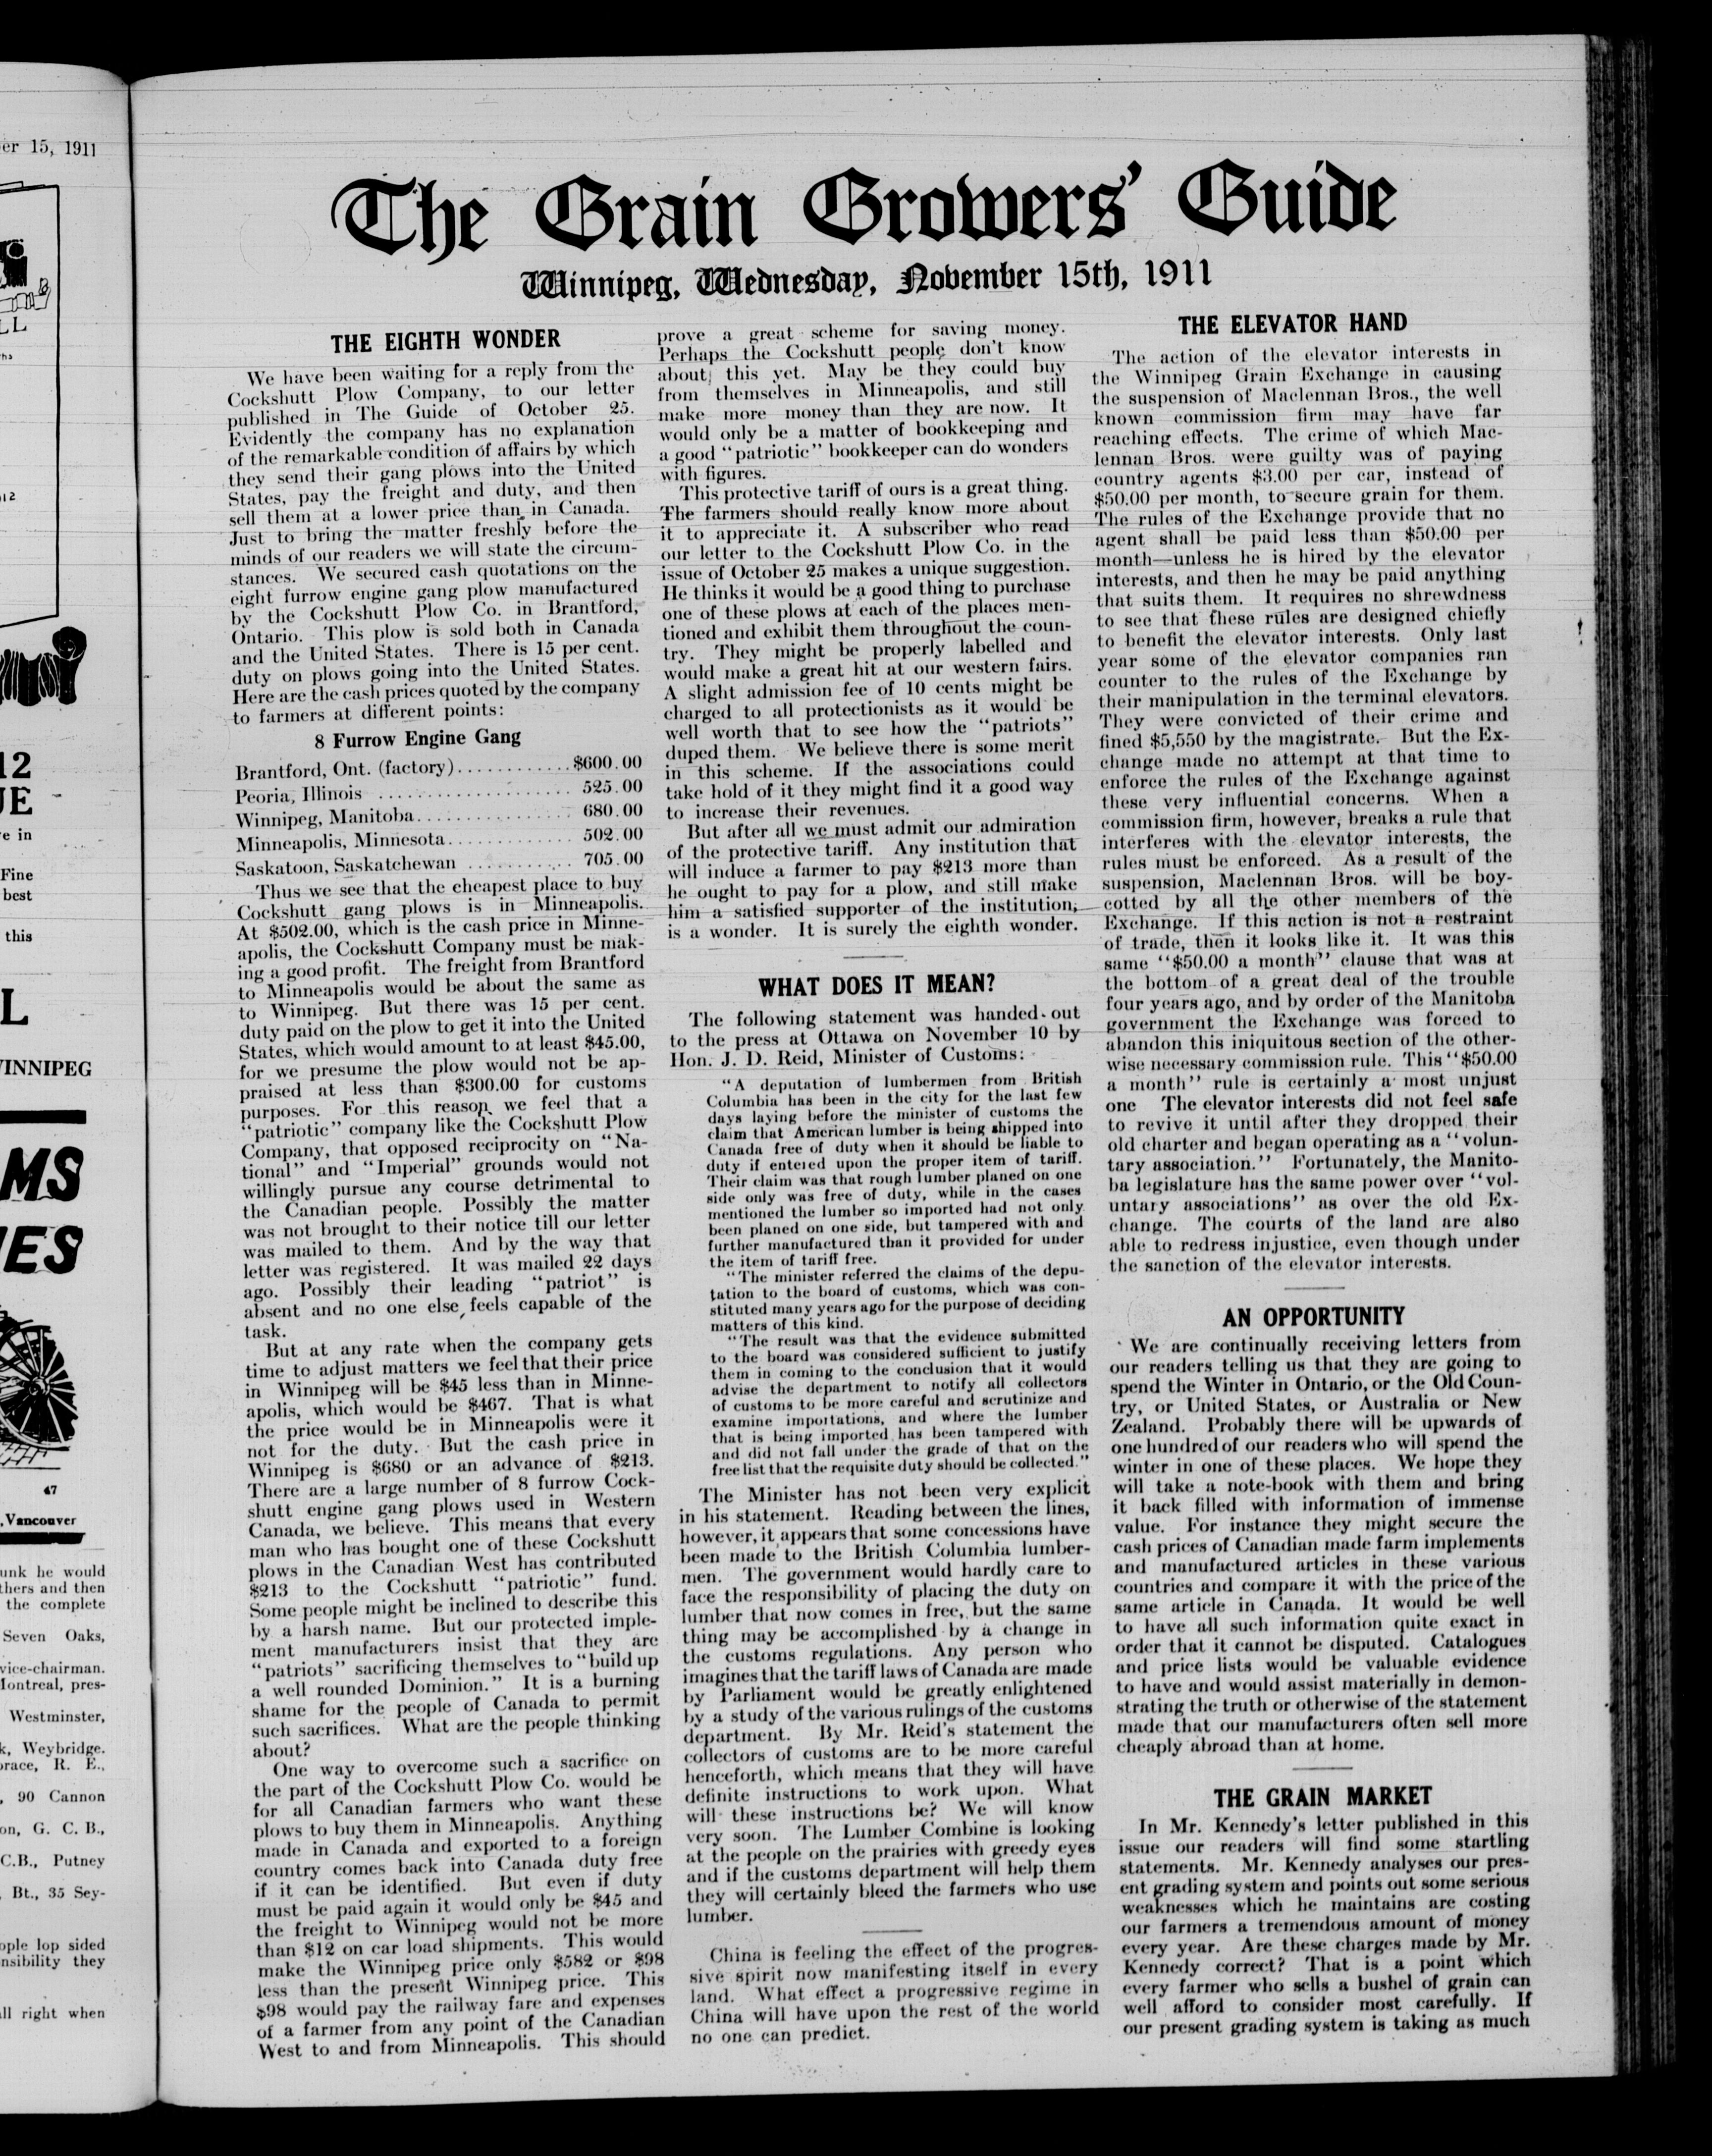 er 15, 1911
LL
12
12
UE
e in
Fine
best
this
L
INNIPEG
MS
IES
47
, Vancouver
unk he would
thers and then
the complete
Seven Oaks,
vice-chairman.
Montreal, pres-
Westminster,
k, Weybridge.
orace, R. E.,
, 90 Cannon
on, G. C. B.,
C.B., Putney
, Bt., 35 Sey-
ople lop sided
nsibility they
all right when
The Grain Growers' Guide
Winnipeg, Wednesday, November 15th, 1911
THE EIGHTH WONDER
We have been waiting for a reply from the
Cockshutt Plow Company, to our letter
published in The Guide of October 25.
Evidently the company has no explanation
of the remarkable condition of affairs by which
they send their gang plows into the United
States, pay the freight and duty, and then
sell them at a lower price than in Canada.
Just to bring the matter freshly before the
minds of our readers we will state the circum-
stances. We secured cash quotations on the
eight furrow engine gang plow manufactured
by the Cockshutt Plow Co. in Brantford,
Ontario. This plow is sold both in Canada
and the United States. There is 15 per cent.
duty on plows going into the United States.
Here are the cash prices quoted by the company
to farmers at different points:
8 Furrow Engine Gang
Brantford, Ont. (factory)............$600.00
Peoria, Illinois .................... 525.00
Winnipeg, Manitoba................ 680.00
Minneapolis, Minnesota............. 502.00
Saskatoon, Saskatchewan ........... 705.00
Thus we see that the cheapest place to buy
Cockshutt gang plows is in Minneapolis.
At $502.00, which is the cash price in Minne-
apolis, the Cockshutt Company must be mak-
ing a good profit. The freight from Brantford
to Minneapolis would be about the same as
to Winnipeg. But there was 15 per cent.
duty paid on the plow to get it into the United
States, which would amount to at least $45.00,
for we presume the plow would not be ap-
praised at less than $300.00 for customs
purposes. For this reason we feel that a
"patriotic" company like the Cockshutt Plow
Company, that opposed reciprocity on "Na-
tional" and "Imperial" grounds would not
willingly pursue any course detrimental to
the Canadian people. Possibly the matter
was not brought to their notice till our letter
was mailed to them. And by the way that
letter was registered. It was mailed 22 days
ago. Possibly their leading "patriot" is
absent and no one else feels capable of the
task.
But at any rate when the company gets
time to adjust matters we feel that their price
in Winnipeg will be $45 less than in Minne-
apolis, which would be $467. That is what
the price would be in Minneapolis were it
not for the duty. But the cash price in
Winnipeg is $680 or an advance of $213.
There are a large number of 8 furrow Cock-
shutt engine gang plows used in Western
Canada, we believe. This means that every
man who has bought one of these Cockshutt
plows in the Canadian West has contributed
$213 to the Cockshutt "patriotic" fund.
Some people might be inclined to describe this
by a harsh name. But our protected imple-
ment manufacturers insist that they are
"patriots" sacrificing themselves to "build up
a well rounded Dominion." It is a burning
shame for the people of Canada to permit
such sacrifices. What are the people thinking
about?
One way to overcome such a sacrifice on
the part of the Cockshutt Plow Co. would be
for all Canadian farmers who want these
plows to buy them in Minneapolis. Anything
made in Canada and exported to a foreign
country comes back into Canada duty free
if it can be identified. But even if duty
must be paid again it would only be $45 and
the freight to Winnipeg would not be more
than $12 on car load shipments. This would
make the Winnipeg price only $582 or $98
less than the present Winnipeg price. This
$98 would pay the railway fare and expenses
of a farmer from any point of the Canadian
West to and from Minneapolis. This should
prove a great scheme for saving money.
Perhaps the Cockshutt people don't know
about this yet. May be they could buy
from themselves in Minneapolis, and still
make more money than they are now. It
would only be a matter of bookkeeping and
a good "patriotic" bookkeeper can do wonders
with figures.
This protective tariff of ours is a great thing.
The farmers should really know more about
it to appreciate it. A subscriber who read
our letter to the Cockshutt Plow Co. in the
issue of October 25 makes a unique suggestion.
He thinks it would be a good thing to purchase
one of these plows at each of the places men-
tioned and exhibit them throughout the coun-
try. They might be properly labelled and
would make a great hit at our western fairs.
A slight admission fee of 10 cents might be
charged to all protectionists as it would be
well worth that to see how the "patriots"
duped them. We believe there is some merit
in this scheme. If the associations could
take hold of it they might find it a good way
to increase their revenues.
But after all we must admit our admiration
of the protective tariff. Any institution that
will induce a farmer to pay $213 more than
he ought to pay for a plow, and still make
him a satisfied supporter of the institution,
is a wonder. It is surely the eighth wonder.
WHAT DOES IT MEAN?
The following statement was handed out
to the press at Ottawa on November 10 by
Hon. J. D. Reid, Minister of Customs:
"A deputation of lumbermen from British
Columbia has been in the city for the last few
days laying before the minister of customs the
claim that American lumber is being shipped into
Canada free of duty when it should be liable to
duty if entered upon the proper item of tariff.
Their claim was that rough lumber planed on one
side only was free of duty, while in the cases
mentioned the lumber so imported had not only
been planed on one side, but tampered with and
further manufactured than it provided for under
the item of tariff free.
"The minister referred the claims of the depu-
tation to the board of customs, which was con-
stituted many years ago for the purpose of deciding
matters of this kind.
"The result was that the evidence submitted
to the board was considered sufficient to justify
them in coming to the conclusion that it would
advise the department to notify all collectors
of customs to be more careful and scrutinize and
examine importations, and where the lumber
that is being imported has been tampered with
and did not fall under the grade of that on the
free list that the requisite duty should be collected."
The Minister has not been very explicit
in his statement. Reading between the lines,
however, it appears that some concessions have
been made to the British Columbia lumber-
men. The government would hardly care to
face the responsibility of placing the duty on
lumber that now comes in free, but the same
thing may be accomplished by a change in
the customs regulations. Any person who
imagines that the tariff laws of Canada are made
by Parliament would be greatly enlightened
by a study of the various rulings of the customs
department. By Mr. Reid's statement the
collectors of customs are to be more careful
henceforth, which means that they will have
definite instructions to work upon. What
will these instructions be? We will know
very soon. The Lumber Combine is looking
at the people on the prairies with greedy eyes
and if the customs department will help them
they will certainly bleed the farmers who use
lumber.
China is feeling the effect of the progres-
sive spirit now manifesting itself in every
land. What effect a progressive regime in
China will have upon the rest of the world
no one can predict.
THE ELEVATOR HAND
The action of the elevator interests in
the Winnipeg Grain Exchange in causing
the suspension of Maclennan Bros., the well
known commission firm may have far
reaching effects. The crime of which Mac-
lennan Bros. were guilty was of paying
country agents $3.00 per car, instead of
$50.00 per month, to secure grain for them.
The rules of the Exchange provide that no
agent shall be paid less than $50.00 per
month—unless he is hired by the elevator
interests, and then he may be paid anything
that suits them. It requires no shrewdness
to see that these rules are designed chiefly
to benefit the elevator interests. Only last
year some of the elevator companies ran
counter to the rules of the Exchange by
their manipulation in the terminal elevators.
They were convicted of their crime and
fined $5,550 by the magistrate. But the Ex-
change made no attempt at that time to
enforce the rules of the Exchange against
these very influential concerns. When a
commission firm, however, breaks a rule that
interferes with the elevator interests, the
rules must be enforced. As a result of the
suspension, Maclennan Bros. will be boy-
cotted by all the other members of the
Exchange. If this action is not a restraint
of trade, then it looks like it. It was this
same "$50.00 a month" clause that was at
the bottom of a great deal of the trouble
four years ago, and by order of the Manitoba
government the Exchange was forced to
abandon this iniquitous section of the other-
wise necessary commission rule. This "$50.00
a month" rule is certainly a most unjust
one The elevator interests did not feel safe
to revive it until after they dropped their
old charter and began operating as a "volun-
tary association." Fortunately, the Manito-
ba legislature has the same power over "vol-
untary associations" as over the old Ex-
change. The courts of the land are also
able to redress injustice, even though under
the sanction of the elevator interests.
AN OPPORTUNITY
We are continually receiving letters from
our readers telling us that they are going to
spend the Winter in Ontario, or the Old Coun-
try, or United States, or Australia or New
Zealand. Probably there will be upwards of
one hundred of our readers who will spend the
winter in one of these places. We hope they
will take a note-book with them and bring
it back filled with information of immense
value. For instance they might secure the
cash prices of Canadian made farm implements
and manufactured articles in these various
countries and compare it with the price of the
same article in Canada. It would be well
to have all such information quite exact in
order that it cannot be disputed. Catalogues
and price lists would be valuable evidence
to have and would assist materially in demon-
strating the truth or otherwise of the statement
made that our manufacturers often sell more
cheaply abroad than at home.
THE GRAIN MARKET
In Mr. Kennedy's letter published in this
issue our readers will find some startling
statements. Mr. Kennedy analyses our pres-
ent grading system and points out some serious
weaknesses which he maintains are costing
our farmers a tremendous amount of money
every year. Are these charges made by Mr.
Kennedy correct? That is a point which
every farmer who sells a bushel of grain can
well afford to consider most carefully. If
our present grading system is taking as much